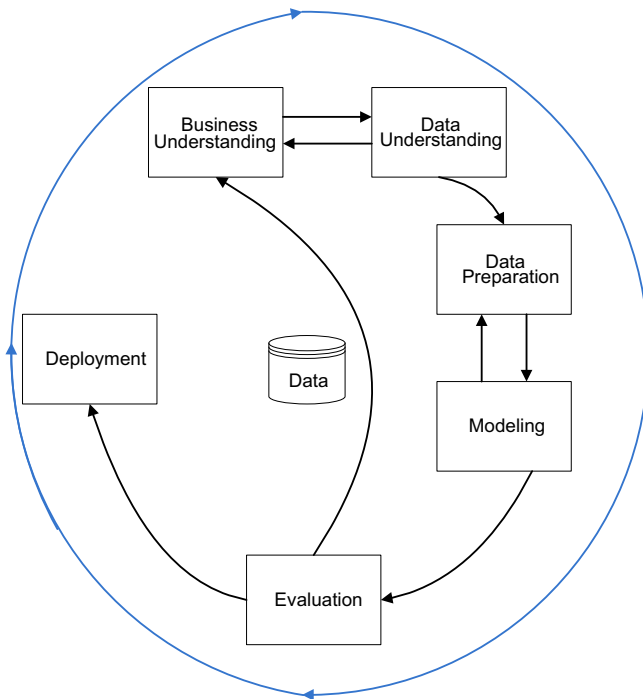 Business
Understanding
Data
Understanding
Data
Preparation
Deployment
Data
Modeling
Evaluation